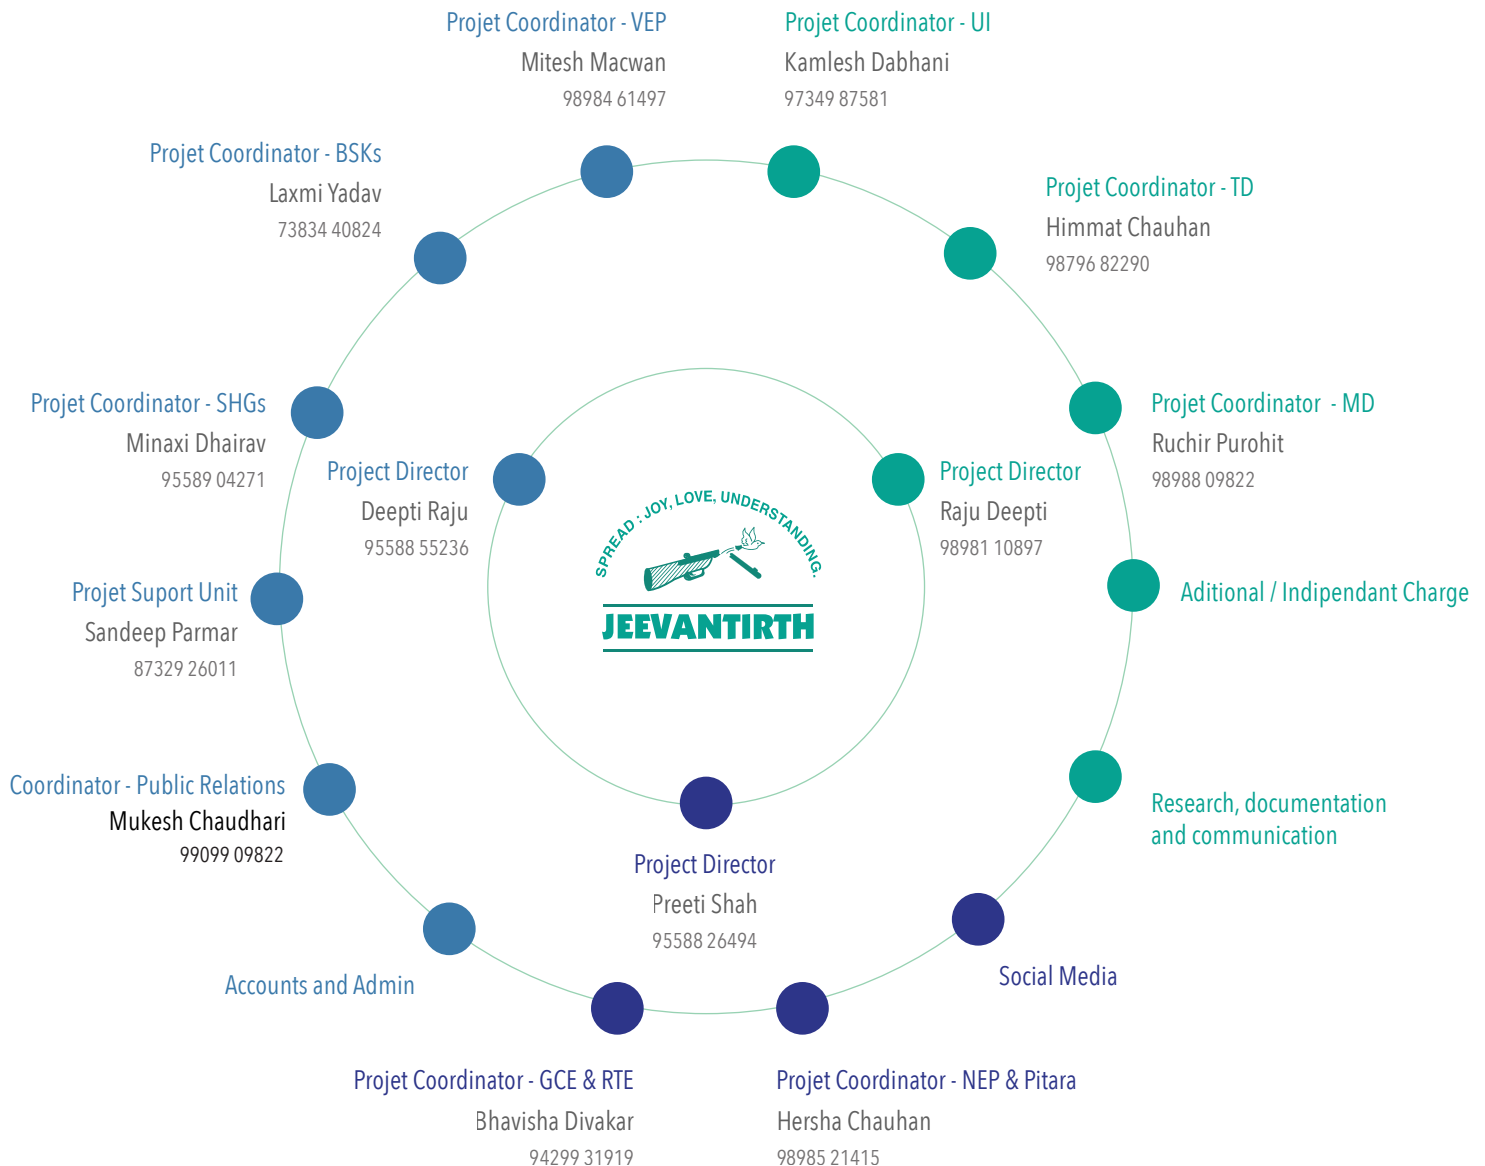 Projet Coordinator - VEP
Mitesh Macwan
98984 61497
Projet Coordinator - UI
Kamlesh Dabhani
97349 87581
Projet Coordinator - BSKs
Laxmi Yadav
73834 40824
Projet Coordinator - TD
Himmat Chauhan
98796 82290
Projet Coordinator - SHGs
Minaxi Dhairav
95589 04271
Projet Coordinator - MD
Ruchir Purohit
98988 09822
Project Director
Deepti Raju
95588 55236
Project Director
Raju Deepti
98981 10897
SPREAD : JOY, LOVE, UNDERSTANDING.
JEEVANTIRTH
Projet Suport Unit
Sandeep Parmar
87329 26011
Aditional / Indipendant Charge
Coordinator - Public Relations
Mukesh Chaudhari
99099 09822
Research, documentation
and communication
Project Director
Preeti Shah
95588 26494
Accounts and Admin
Social Media
Projet Coordinator - GCE & RTE
Bhavisha Divakar
94299 31919
Projet Coordinator - NEP & Pitara
Hersha Chauhan
98985 21415